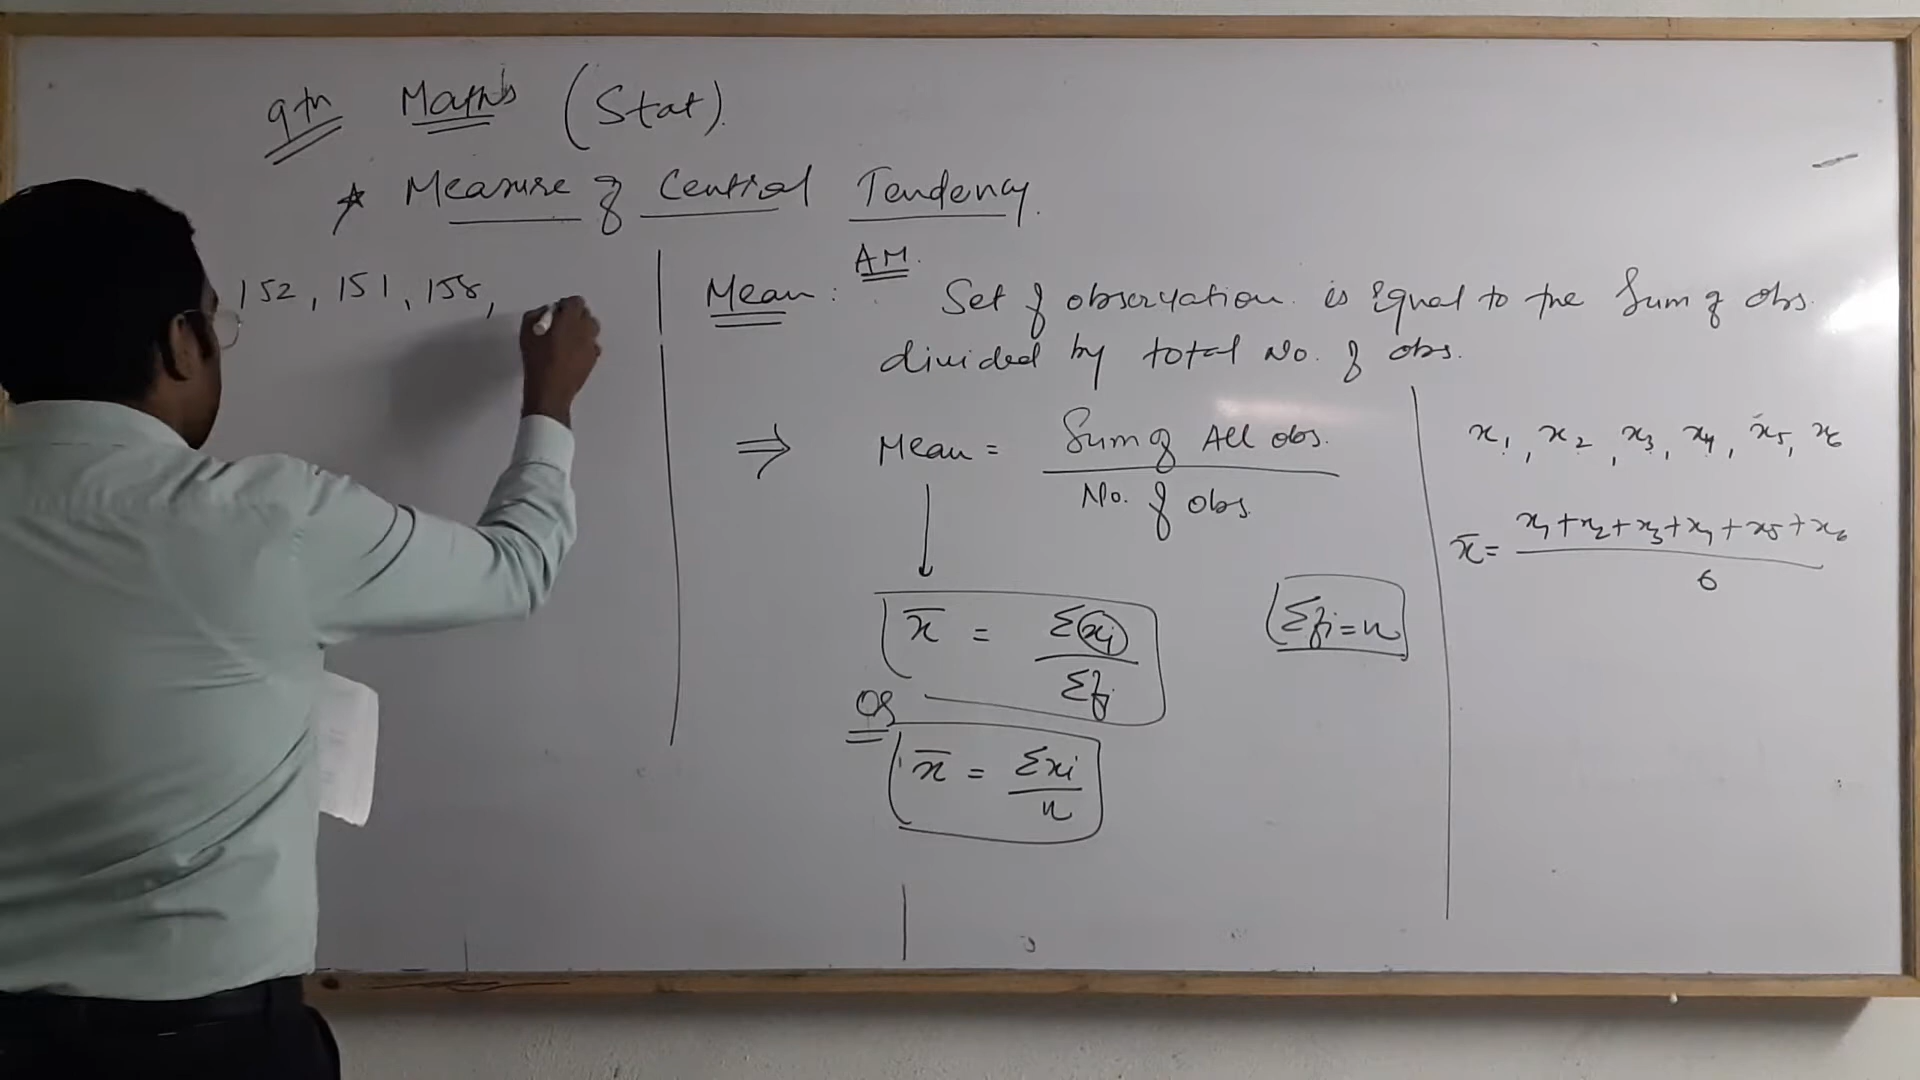 9th Maths (Stat).
* Measure of Central Tendency.
152, 151, 158,
Mean : AM.
Set of observation is Equal to the Sum of obs.
divided by total No. of obs.
⇒ Mean = Sum of All obs. / No. of obs.
x̄ = Σxi / Σfi
Σfi = n
or
x̄ = Σxi / n
x1, x2, x3, x4, x5, x6
x̄ = x1+x2+x3+x4+x5+x6 / 6